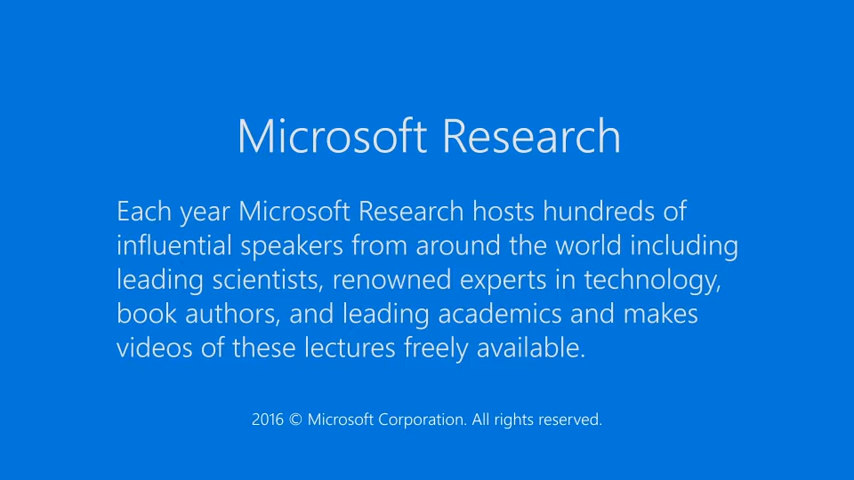 Microsoft Research
Each year Microsoft Research hosts hundreds of
influential speakers from around the world including
leading scientists, renowned experts in technology,
book authors, and leading academics and makes
videos of these lectures freely available.
2016 © Microsoft Corporation. All rights reserved.